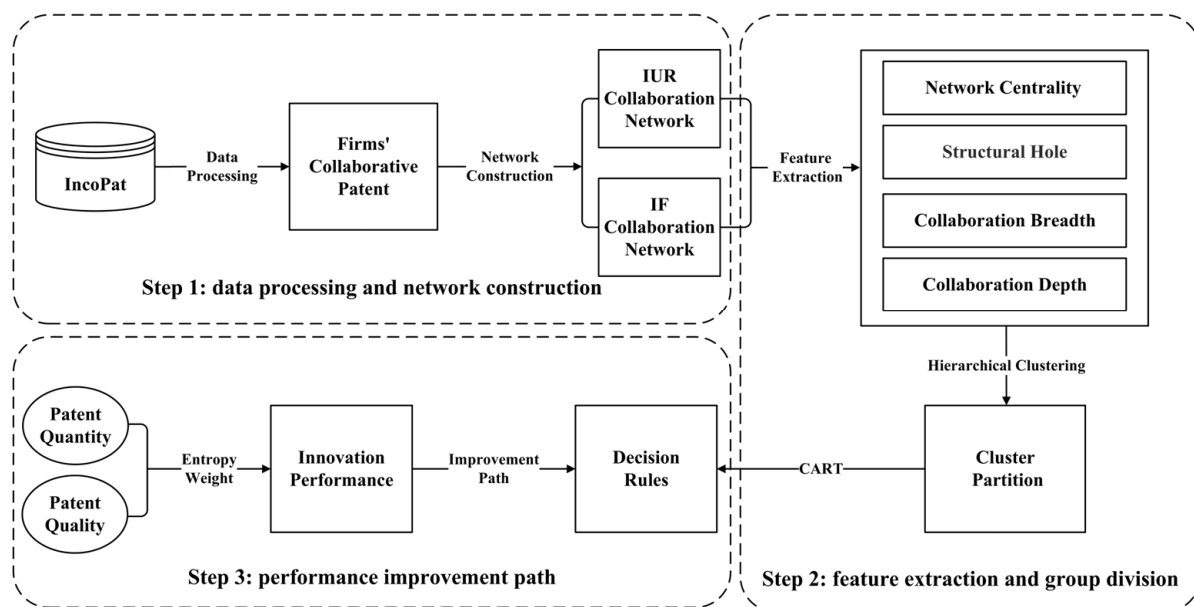 IncoPat
Data
Processing
Firms'
Collaborative
Patent
Network
Construction
IUR
Collaboration
Network
IF
Collaboration
Network
Step 1: data processing and network construction
Feature
Extraction
Network Centrality
Structural Hole
Collaboration Breadth
Collaboration Depth
Hierarchical Clustering
Cluster
Partition
CART
Step 2: feature extraction and group division
Patent
Quantity
Patent
Quality
Entropy
Weight
Innovation
Performance
Improvement
Path
Decision
Rules
Step 3: performance improvement path